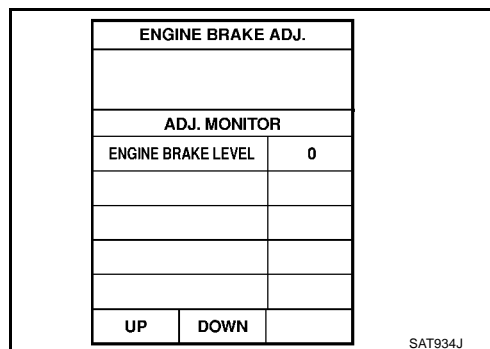 ENGINE BRAKE ADJ.
ADJ. MONITOR
ENGINE BRAKE LEVEL 0
UP DOWN
SAT934J